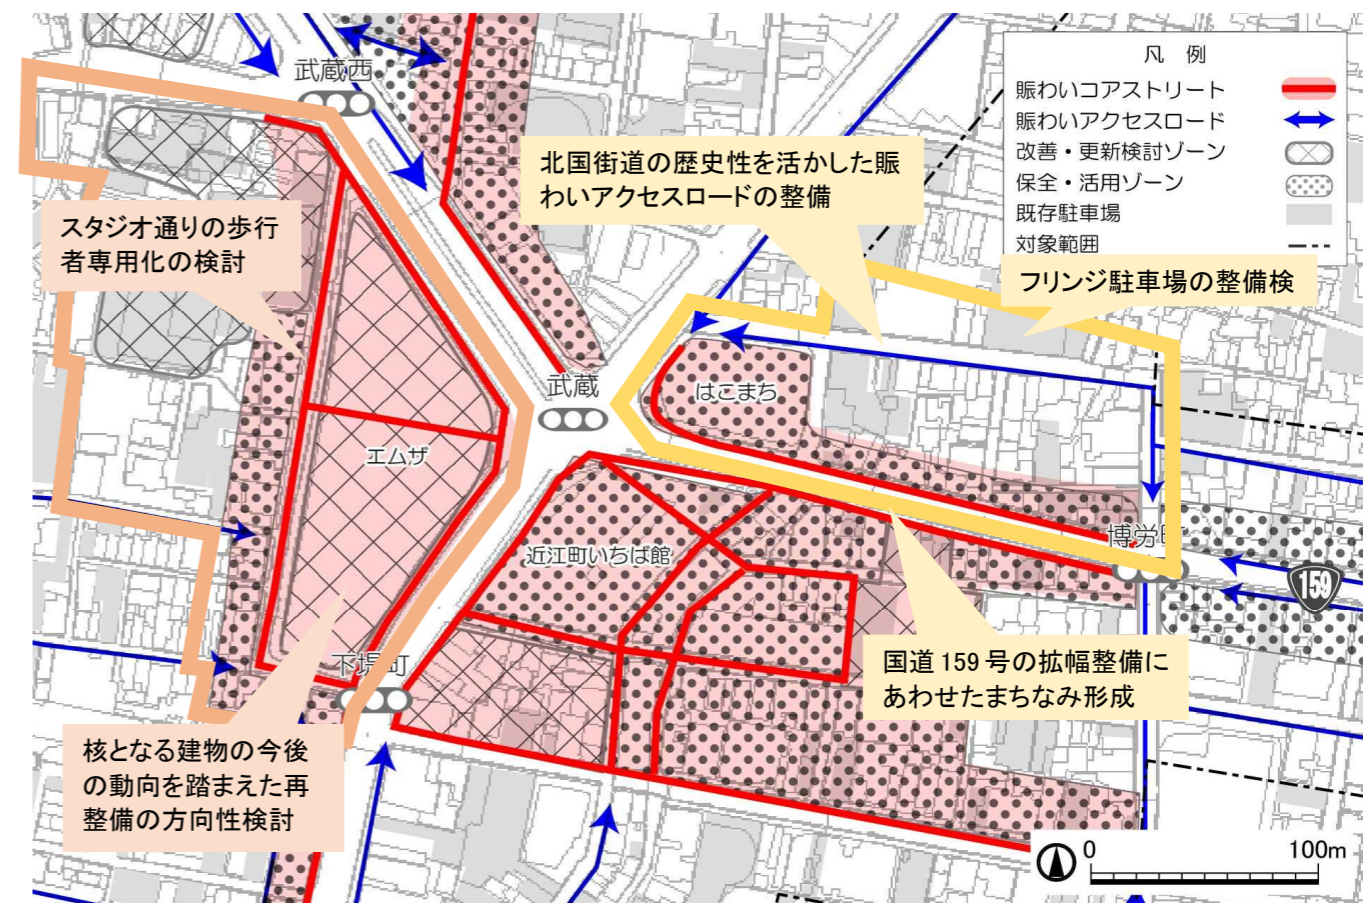 武蔵西
凡 例
賑わいコアストリート
賑わいアクセスロード
改善・更新検討ゾーン
保全・活用ゾーン
既存駐車場
対象範囲
北国街道の歴史性を活かした賑
わいアクセスロードの整備
スタジオ通りの歩行
者専用化の検討
フリンジ駐車場の整備検
武蔵
はこまち
エムザ
近江町いちば館
博労町
159
国道 159 号の拡幅整備に
あわせたまちなみ形成
下堤町
核となる建物の今後
の動向を踏まえた再
整備の方向性検討
0 100m